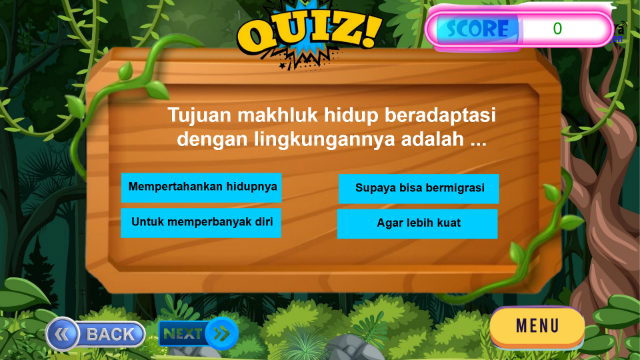 QUIZ!
SCORE 0
Tujuan makhluk hidup beradaptasi
dengan lingkungannya adalah ...
Mempertahankan hidupnya
Supaya bisa bermigrasi
Untuk memperbanyak diri
Agar lebih kuat
BACK
NEXT
MENU